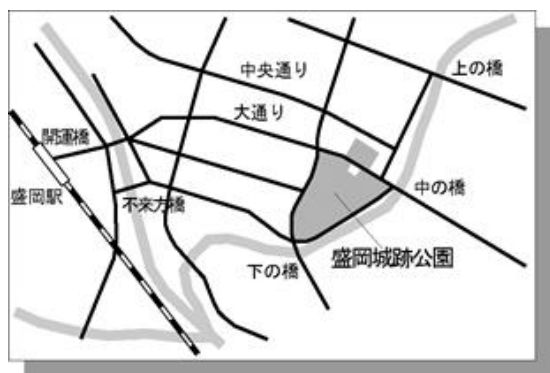 中央通り
上の橋
大通り
開運橋
盛岡駅
不来方橋
中の橋
盛岡城跡公園
下の橋